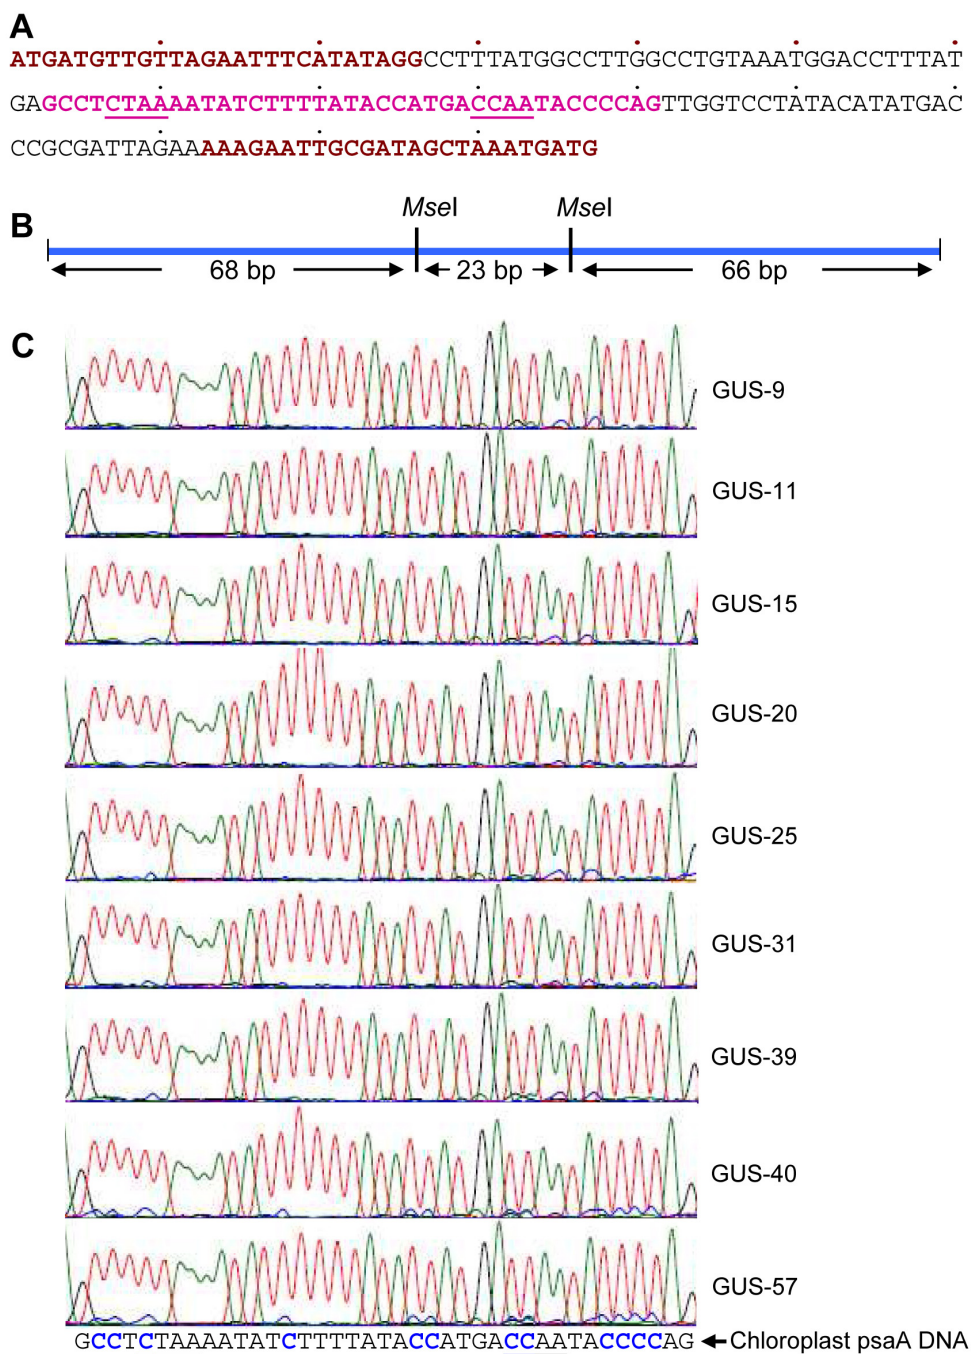 A
ATGATGTTGTTAGAATTTCATATAGGCCTTTATGGCCTTGGCCTGTAAATGGACCTTTAT
GAGCCTCTAAAATATCTTTTATACCATGACCAATACCCCAGTTGGTCCTATACATATGAC
CCGCGATTAGAAAAAGAATTGCGATAGCTAAATGATG
B
MseI MseI
68 bp 23 bp 66 bp
C
GUS-9
GUS-11
GUS-15
GUS-20
GUS-25
GUS-31
GUS-39
GUS-40
GUS-57
GCCTCTAAAATATCTTTTATACCATGACCAATACCCCAG Chloroplast psaA DNA